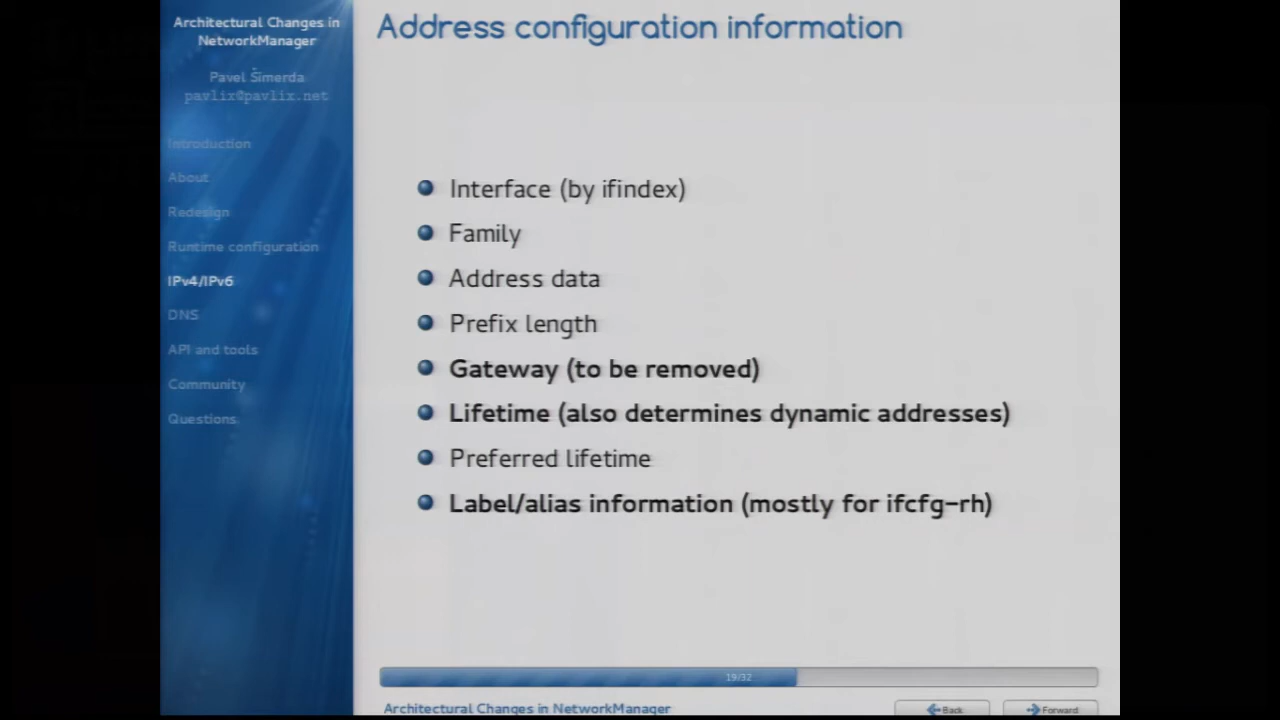 Architectural Changes in
NetworkManager
Pavel Šimerda
pavlix@pavlix.net
Introduction
About
Redesign
Runtime configuration
IPv4/IPv6
DNS
API and tools
Community
Questions
Address configuration information
Interface (by ifindex)
Family
Address data
Prefix length
Gateway (to be removed)
Lifetime (also determines dynamic addresses)
Preferred lifetime
Label/alias information (mostly for ifcfg-rh)
19/32
Architectural Changes in NetworkManager
Back
Forward